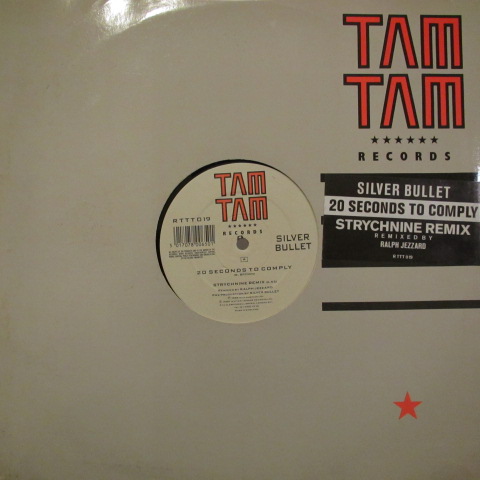 TAM
TAM
RECORDS
SILVER BULLET
20 SECONDS TO COMPLY
STRYCHNINE REMIX
REMIXED BY
RALPH JEZZARD
RTTT 019
TAM
TAM
RECORDS
RTTT 019
SILVER
BULLET
20 SECONDS TO COMPLY
STRYCHNINE REMIX